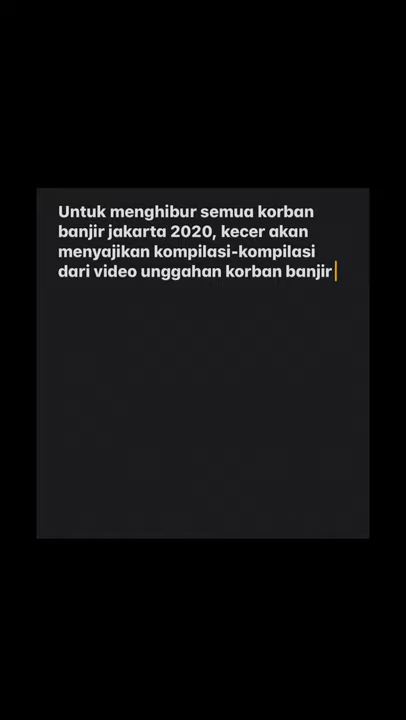 Untuk menghibur semua korban
banjir jakarta 2020, kecer akan
menyajikan kompilasi-kompilasi
dari video unggahan korban banjir